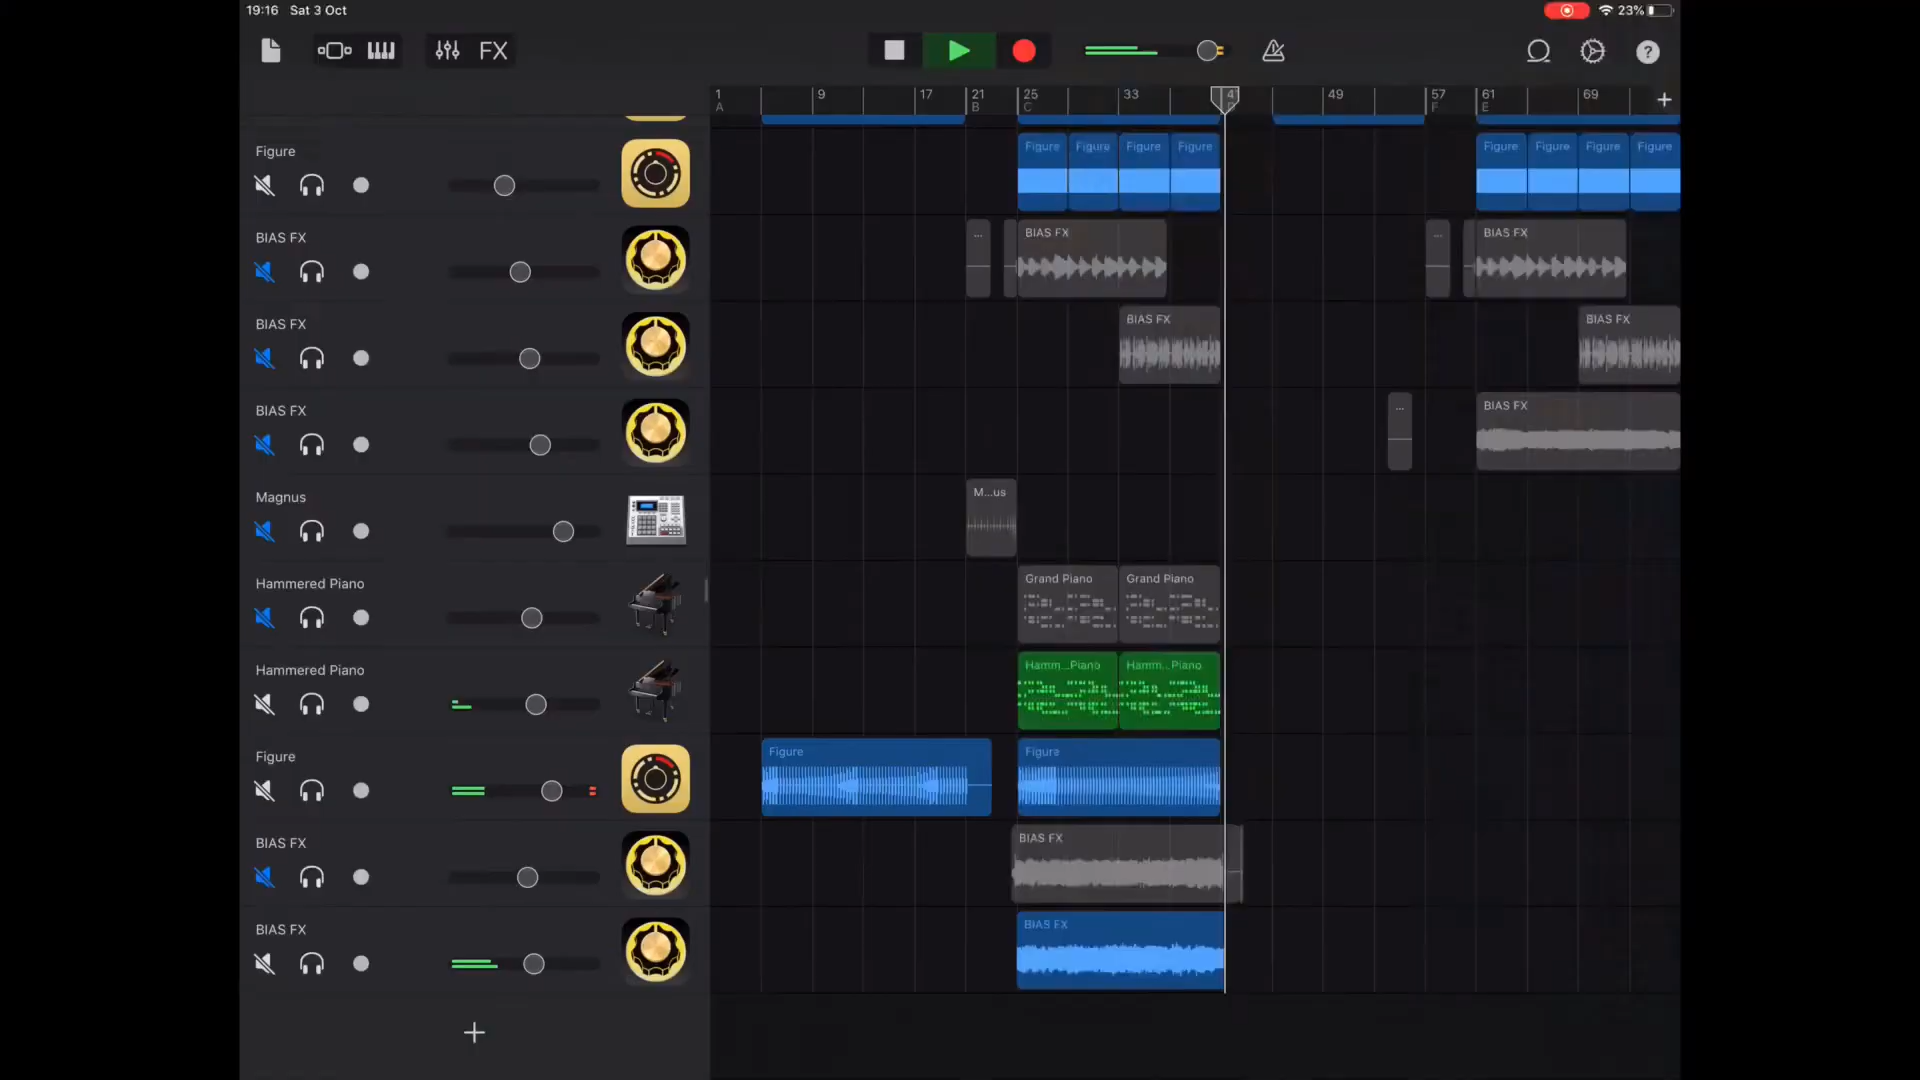 19:16 Sat 3 Oct 23%
FX
?
1 9 17 21 25 33 41 49 57 61 69
A B C D F E
Figure Figure Figure Figure Figure Figure Figure Figure Figure
BIAS FX ... BIAS FX ... BIAS FX
BIAS FX BIAS FX BIAS FX
BIAS FX ... BIAS FX
Magnus M...us
Hammered Piano Grand Piano Grand Piano
Hammered Piano Hamm...Piano Hamm...Piano
Figure Figure Figure
BIAS FX BIAS FX
BIAS FX BIAS FX